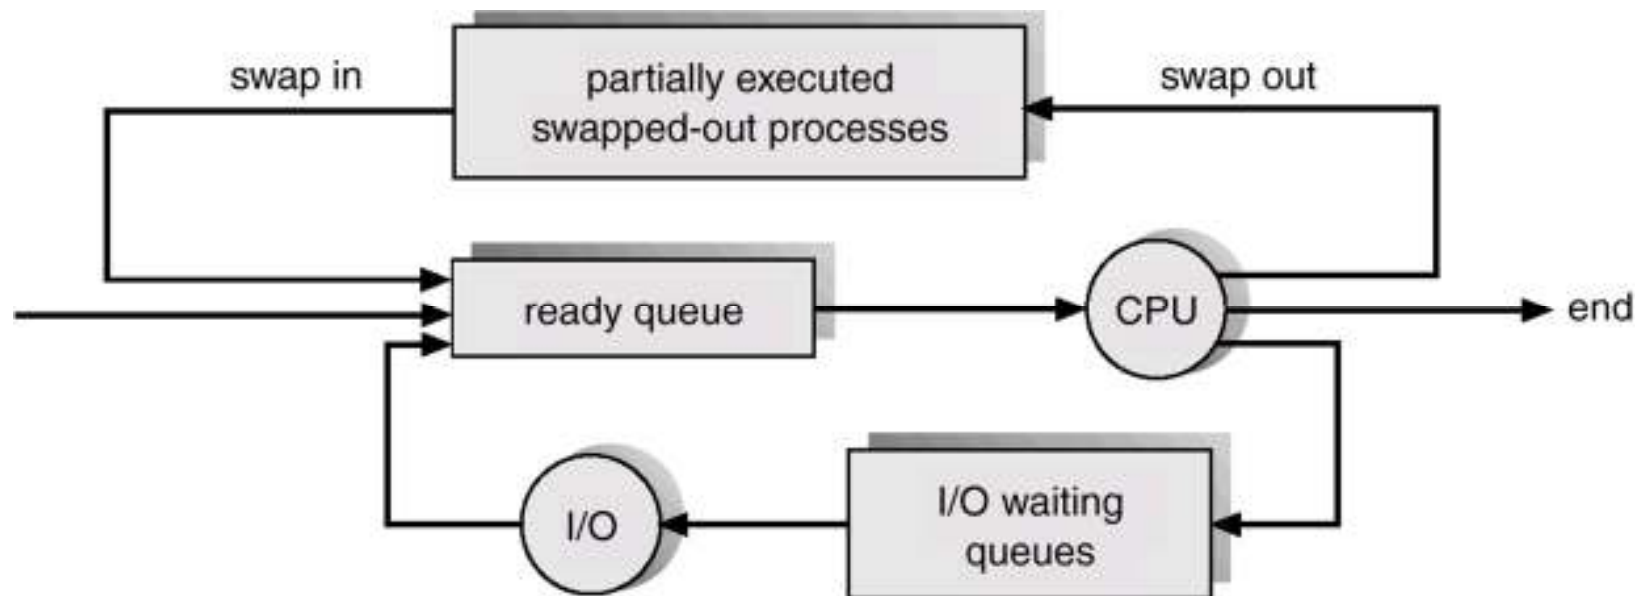 swap in
partially executed
swapped-out processes
swap out
ready queue
CPU
end
I/O
I/O waiting
queues